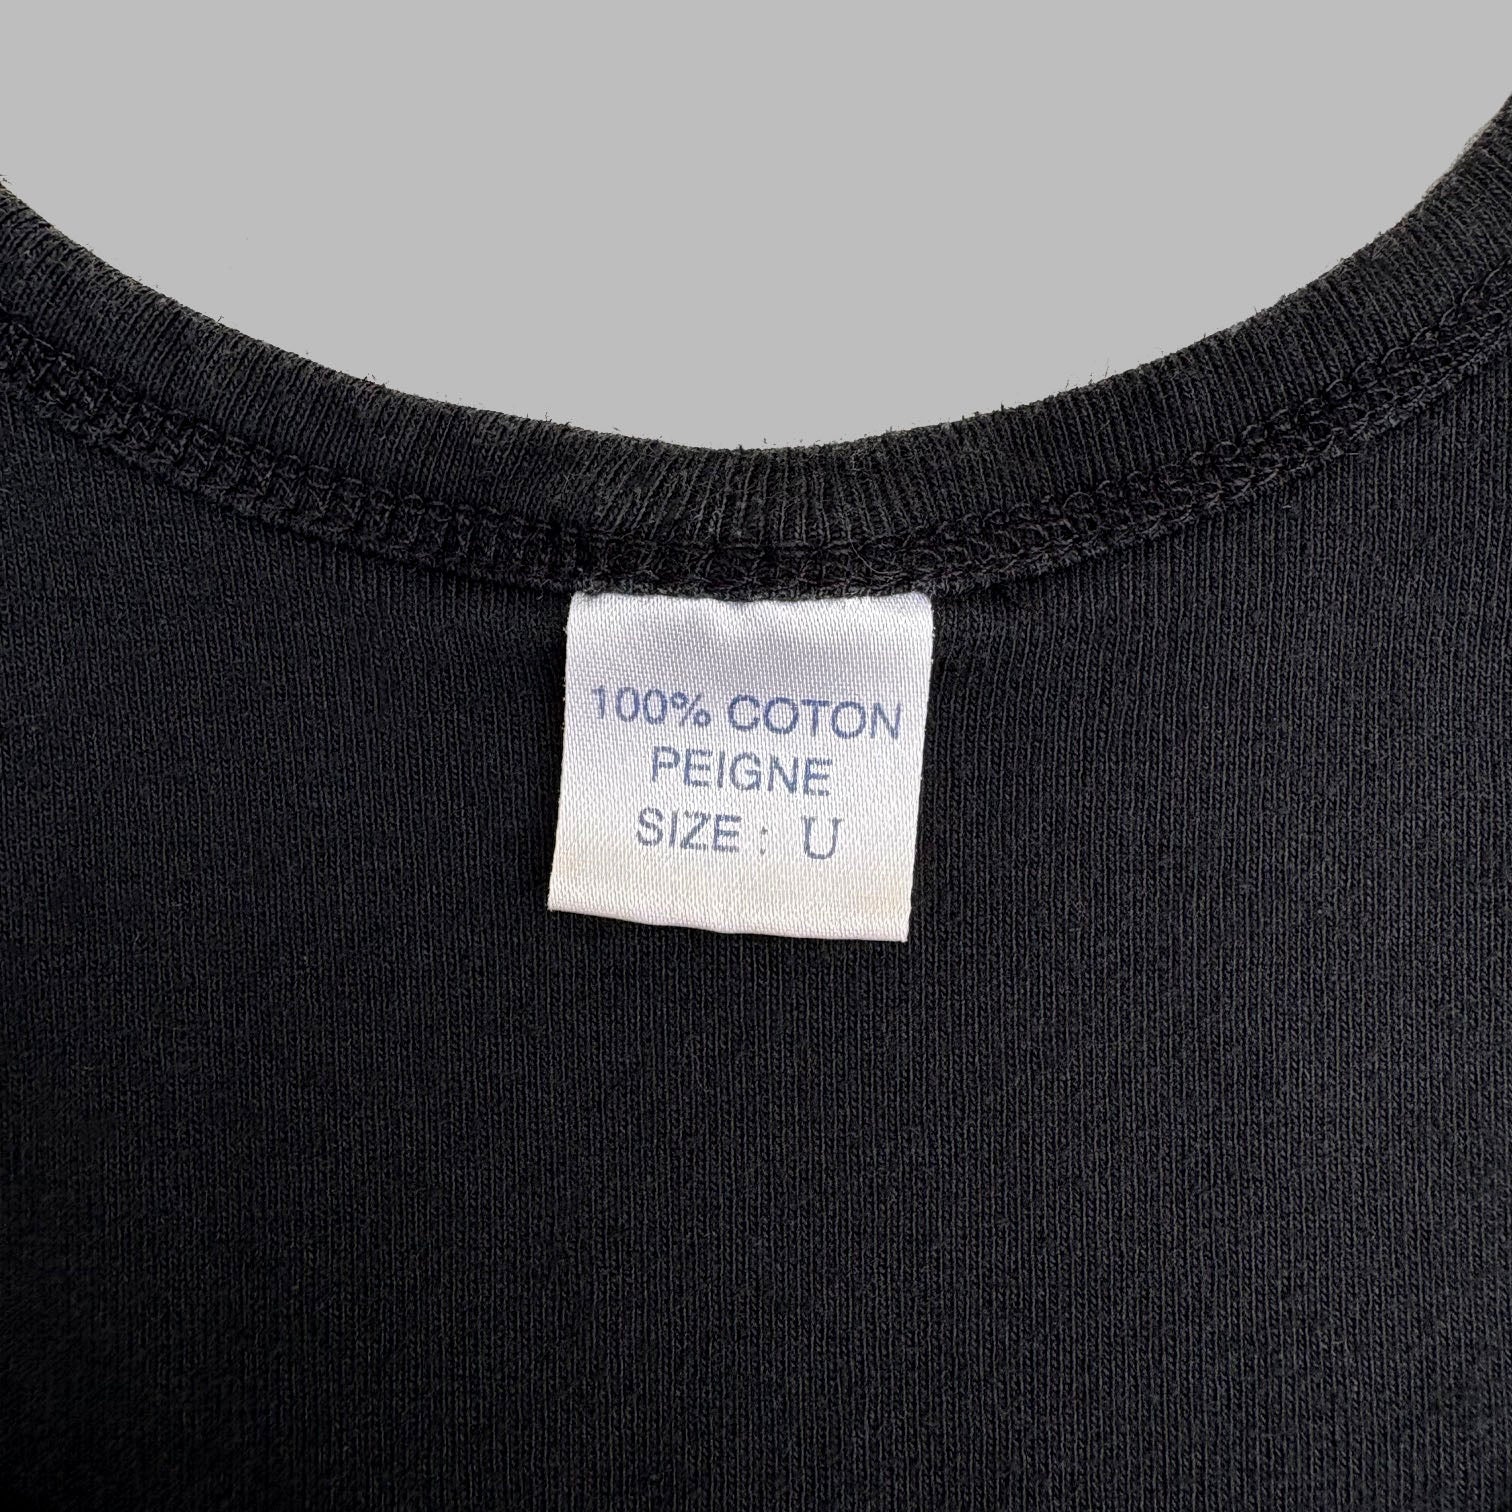 100% COTON
PEIGNE
SIZE : U